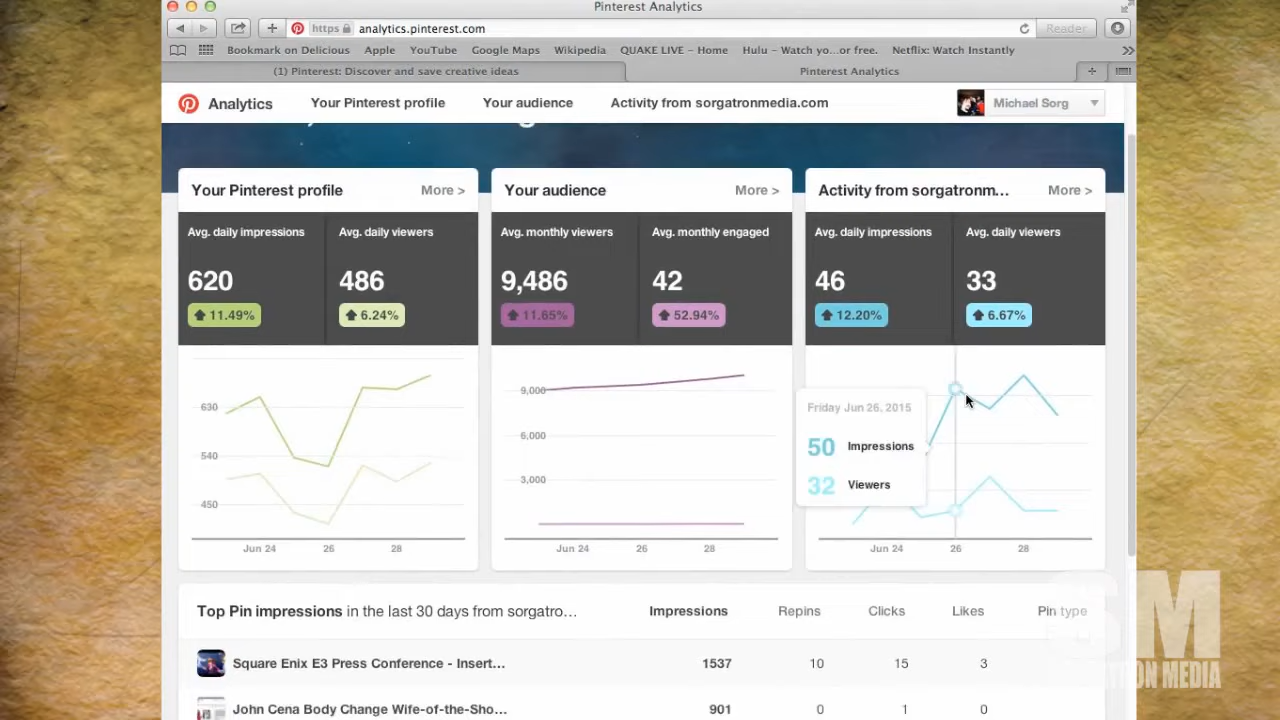 Pinterest Analytics
https analytics.pinterest.com Reader
Bookmark on Delicious Apple YouTube Google Maps Wikipedia QUAKE LIVE – Home Hulu – Watch yo...or free. Netflix: Watch Instantly
(1) Pinterest: Discover and save creative ideas Pinterest Analytics
Analytics Your Pinterest profile Your audience Activity from sorgatronmedia.com Michael Sorg
Your Pinterest profile More >
Avg. daily impressions Avg. daily viewers
620 486
11.49% 6.24%
630
540
450
Jun 24 26 28
Your audience More >
Avg. monthly viewers Avg. monthly engaged
9,486 42
11.65% 52.94%
9,000
6,000
3,000
Jun 24 26 28
Activity from sorgatronm... More >
Avg. daily impressions Avg. daily viewers
46 33
12.20% 6.67%
Friday Jun 26, 2015
50 Impressions
32 Viewers
Jun 24 26 28
Top Pin impressions in the last 30 days from sorgatro... Impressions Repins Clicks Likes Pin type
Square Enix E3 Press Conference - Insert... 1537 10 15 3
John Cena Body Change Wife-of-the-Sho... 901 0 1 0
SM
MEDIA